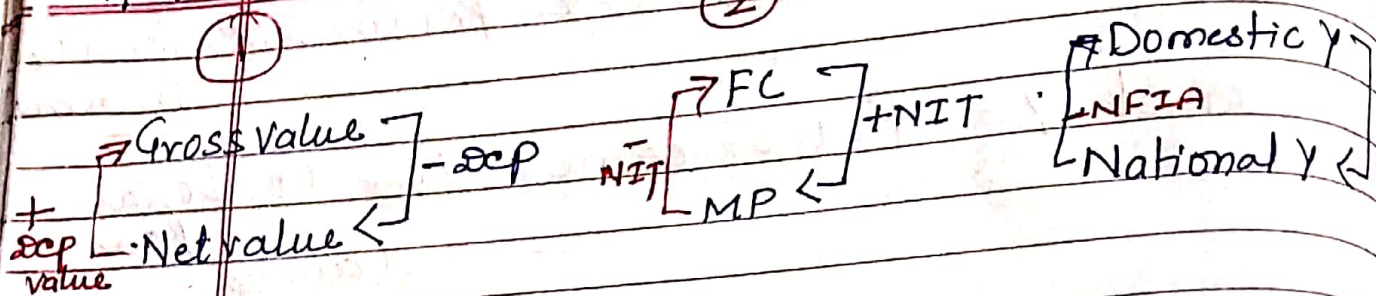 ① ②
Gross value - Dep + Dep value Net value
FC +NIT - NIT MP
Domestic Y -NFIA National Y